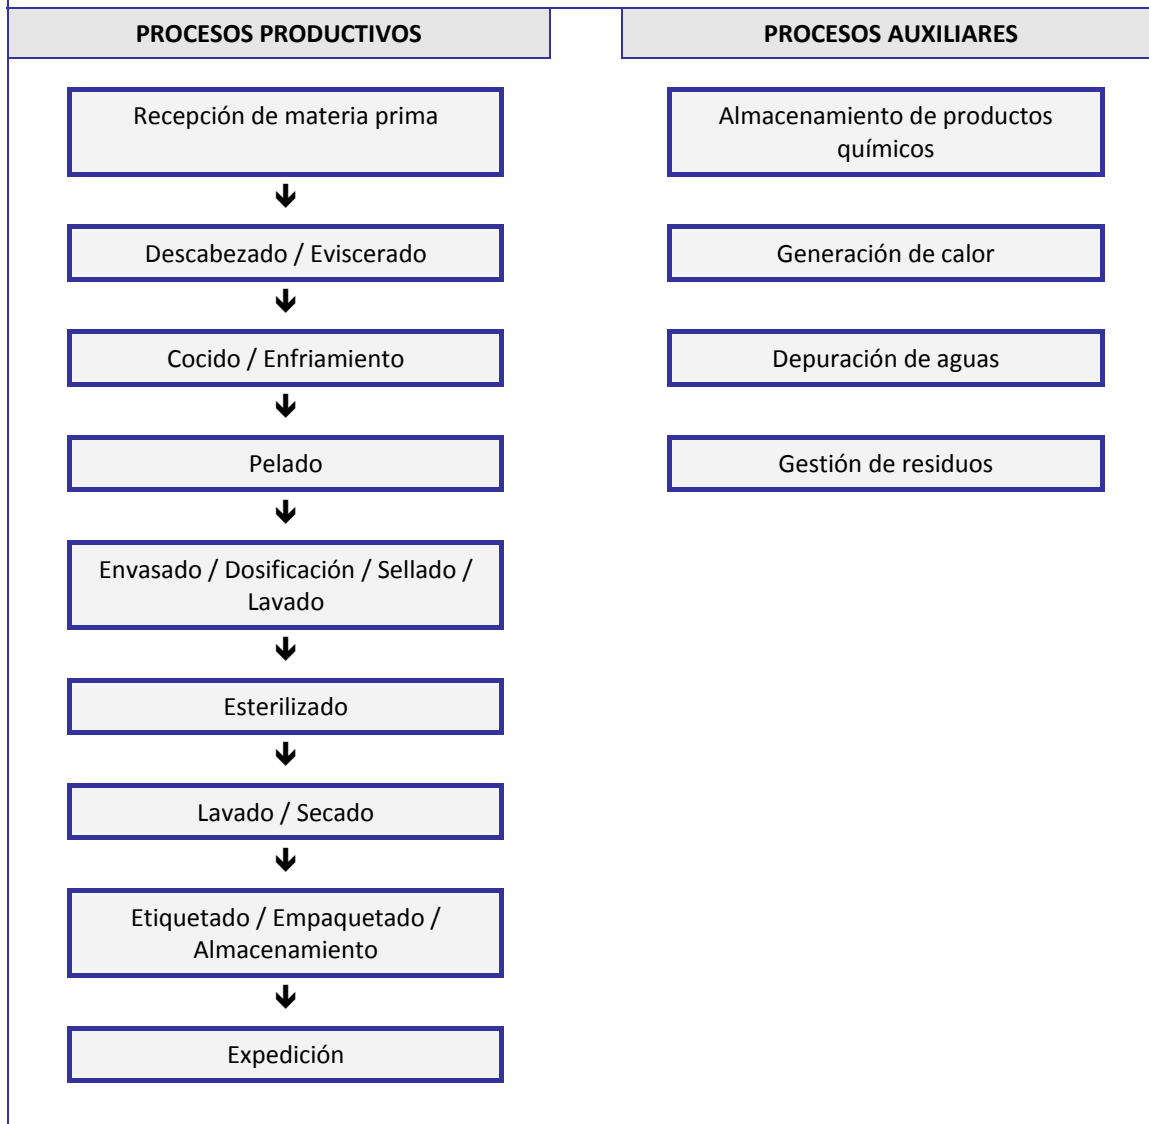 PROCESOS PRODUCTIVOS
PROCESOS AUXILIARES
Recepción de materia prima
Almacenamiento de productos
químicos
Descabezado / Eviscerado
Generación de calor
Cocido / Enfriamiento
Depuración de aguas
Pelado
Gestión de residuos
Envasado / Dosificación / Sellado /
Lavado
Esterilizado
Lavado / Secado
Etiquetado / Empaquetado /
Almacenamiento
Expedición